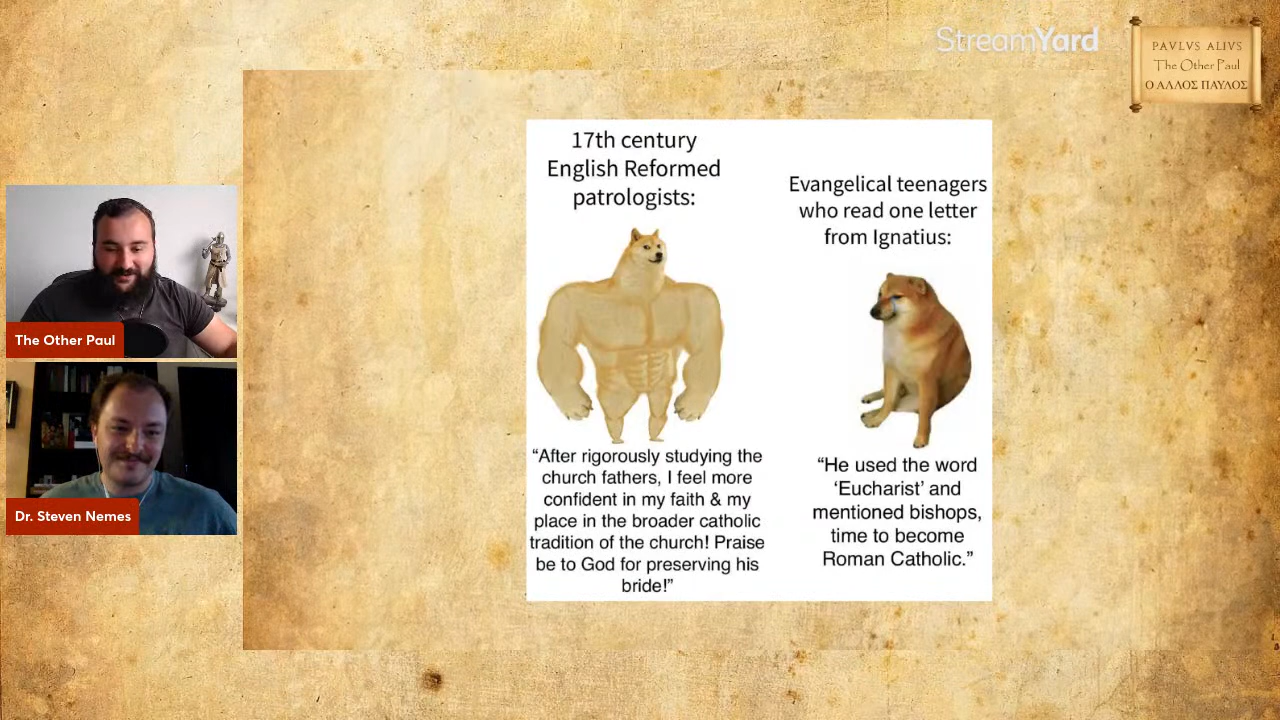 StreamYard
PAVLVS ALIVS
The Other Paul
Ο ΑΛΛΟΣ ΠΑΥΛΟΣ
17th century
English Reformed
patrologists:
Evangelical teenagers
who read one letter
from Ignatius:
The Other Paul
Dr. Steven Nemes
“After rigorously studying the
church fathers, I feel more
confident in my faith & my
place in the broader catholic
tradition of the church! Praise
be to God for preserving his
bride!”
“He used the word
‘Eucharist’ and
mentioned bishops,
time to become
Roman Catholic.”